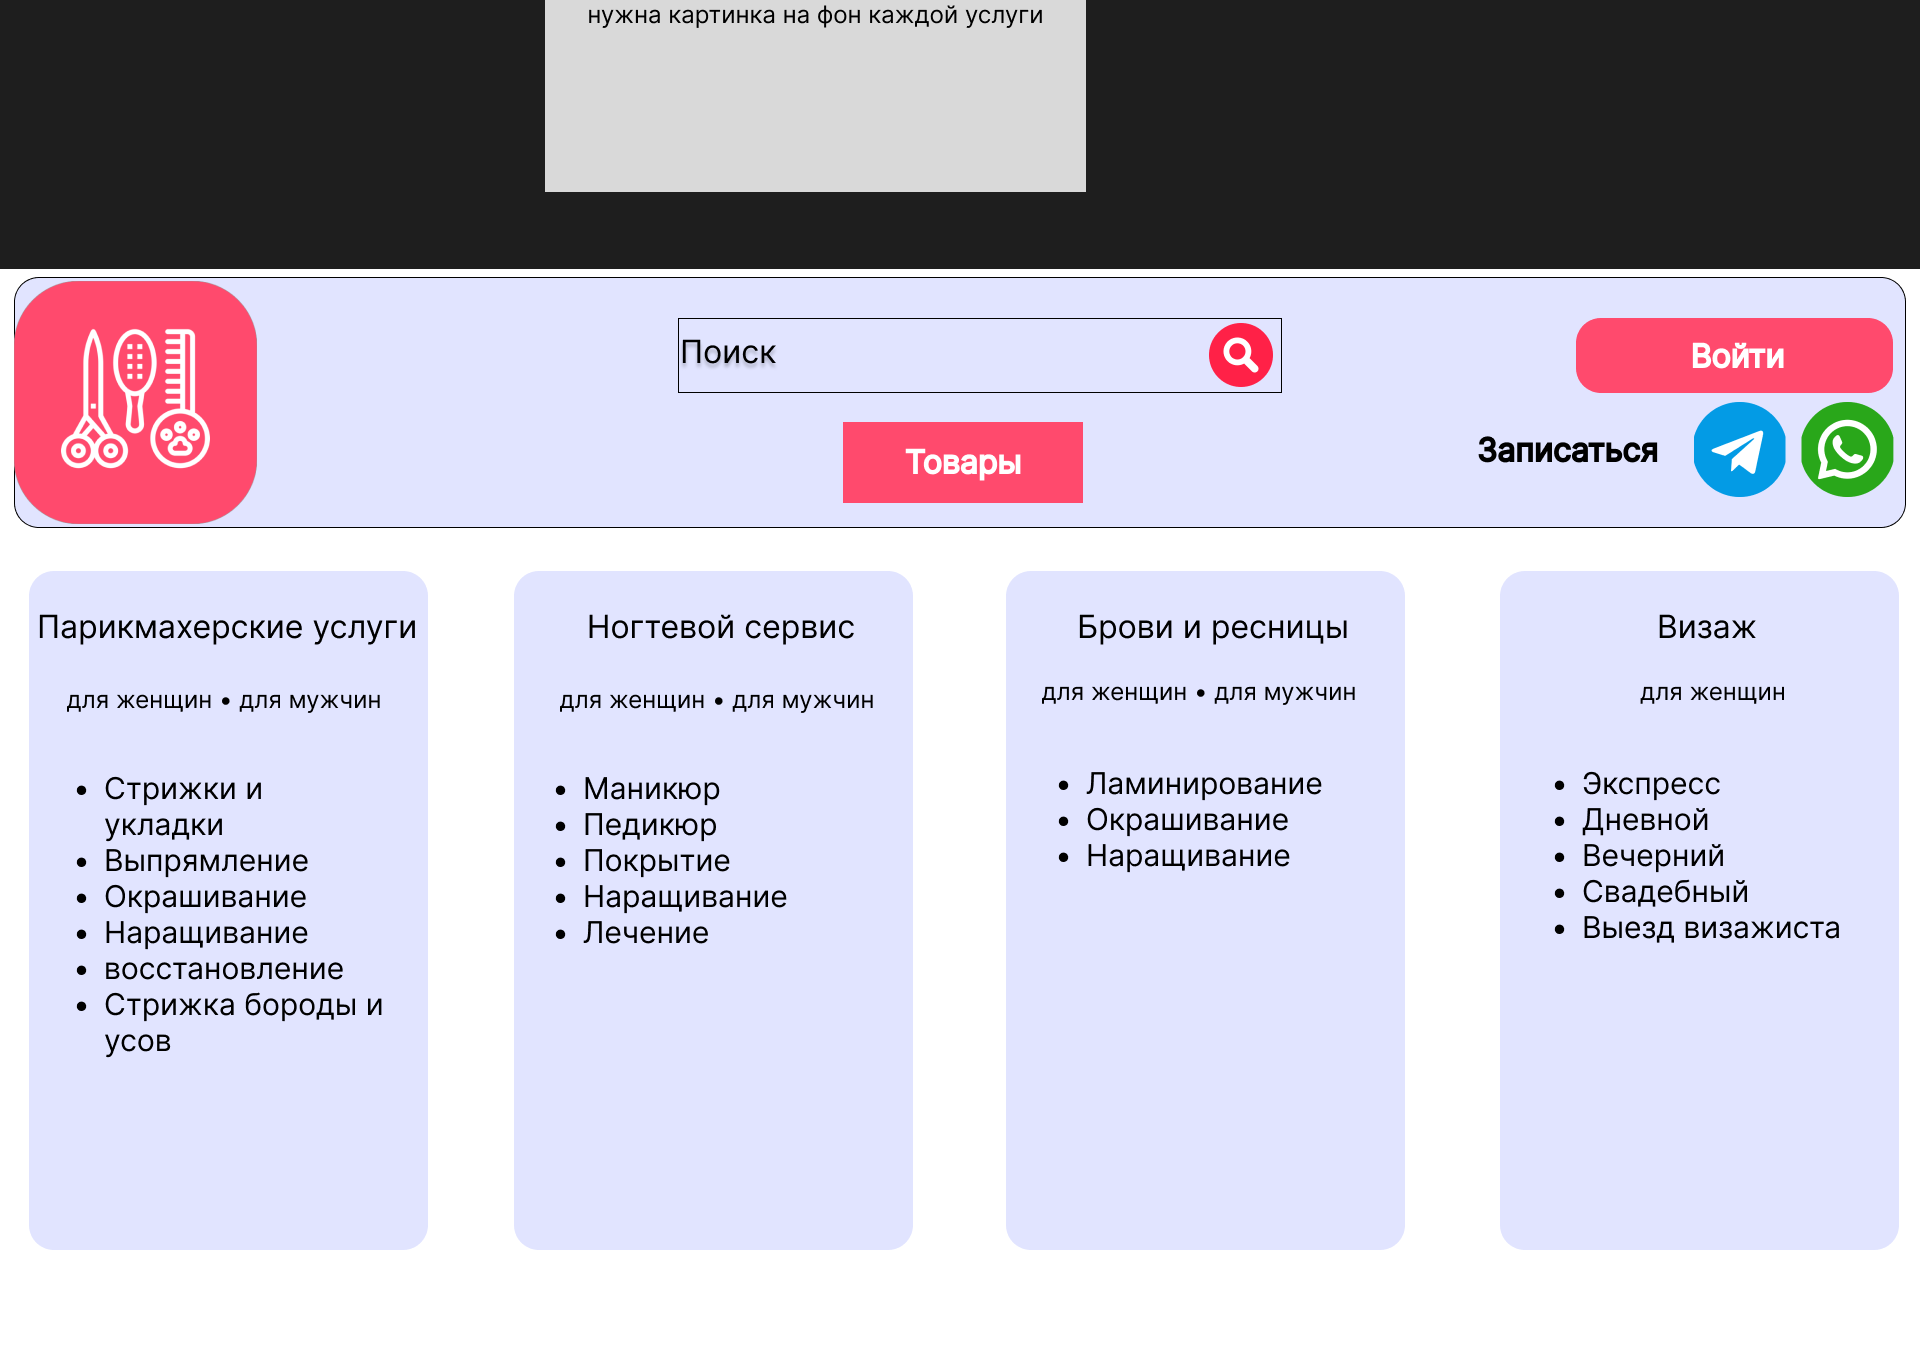 нужна картинка на фон каждой услуги
Поиск
Войти
Товары
Записаться
Парикмахерские услуги
для женщин • для мужчин
• Стрижки и
укладки
• Выпрямление
• Окрашивание
• Наращивание
• восстановление
• Стрижка бороды и
усов
Ногтевой сервис
для женщин • для мужчин
• Маникюр
• Педикюр
• Покрытие
• Наращивание
• Лечение
Брови и ресницы
для женщин • для мужчин
• Ламинирование
• Окрашивание
• Наращивание
Визаж
для женщин
• Экспресс
• Дневной
• Вечерний
• Свадебный
• Выезд визажиста